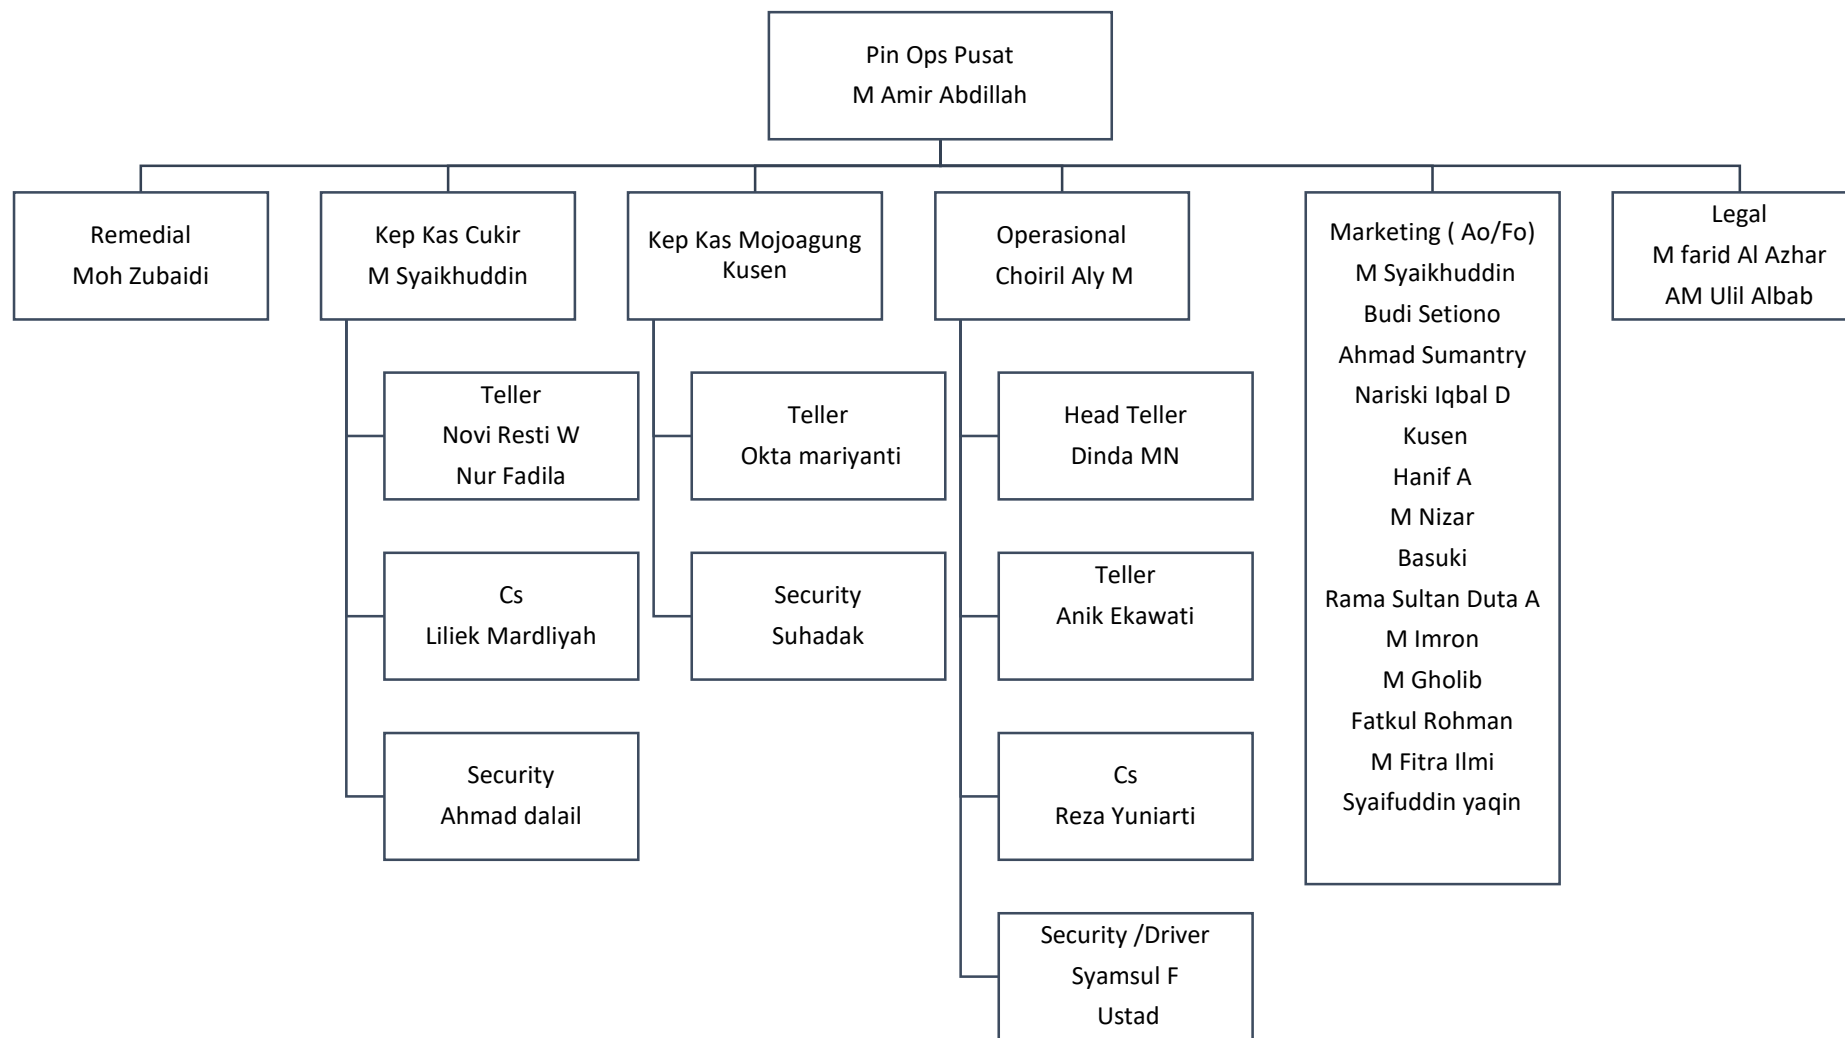 Pin Ops Pusat
M Amir Abdillah
Remedial
Moh Zubaidi
Kep Kas Cukir
M Syaikhuddin
Teller
Novi Resti W
Nur Fadila
Cs
Liliek Mardliyah
Security
Ahmad dalail
Kep Kas Mojoagung
Kusen
Teller
Okta mariyanti
Security
Suhadak
Operasional
Choiril Aly M
Head Teller
Dinda MN
Teller
Anik Ekawati
Cs
Reza Yuniarti
Security /Driver
Syamsul F
Ustad
Marketing ( Ao/Fo)
M Syaikhuddin
Budi Setiono
Ahmad Sumantry
Nariski Iqbal D
Kusen
Hanif A
M Nizar
Basuki
Rama Sultan Duta A
M Imron
M Gholib
Fatkul Rohman
M Fitra Ilmi
Syaifuddin yaqin
Legal
M farid Al Azhar
AM Ulil Albab